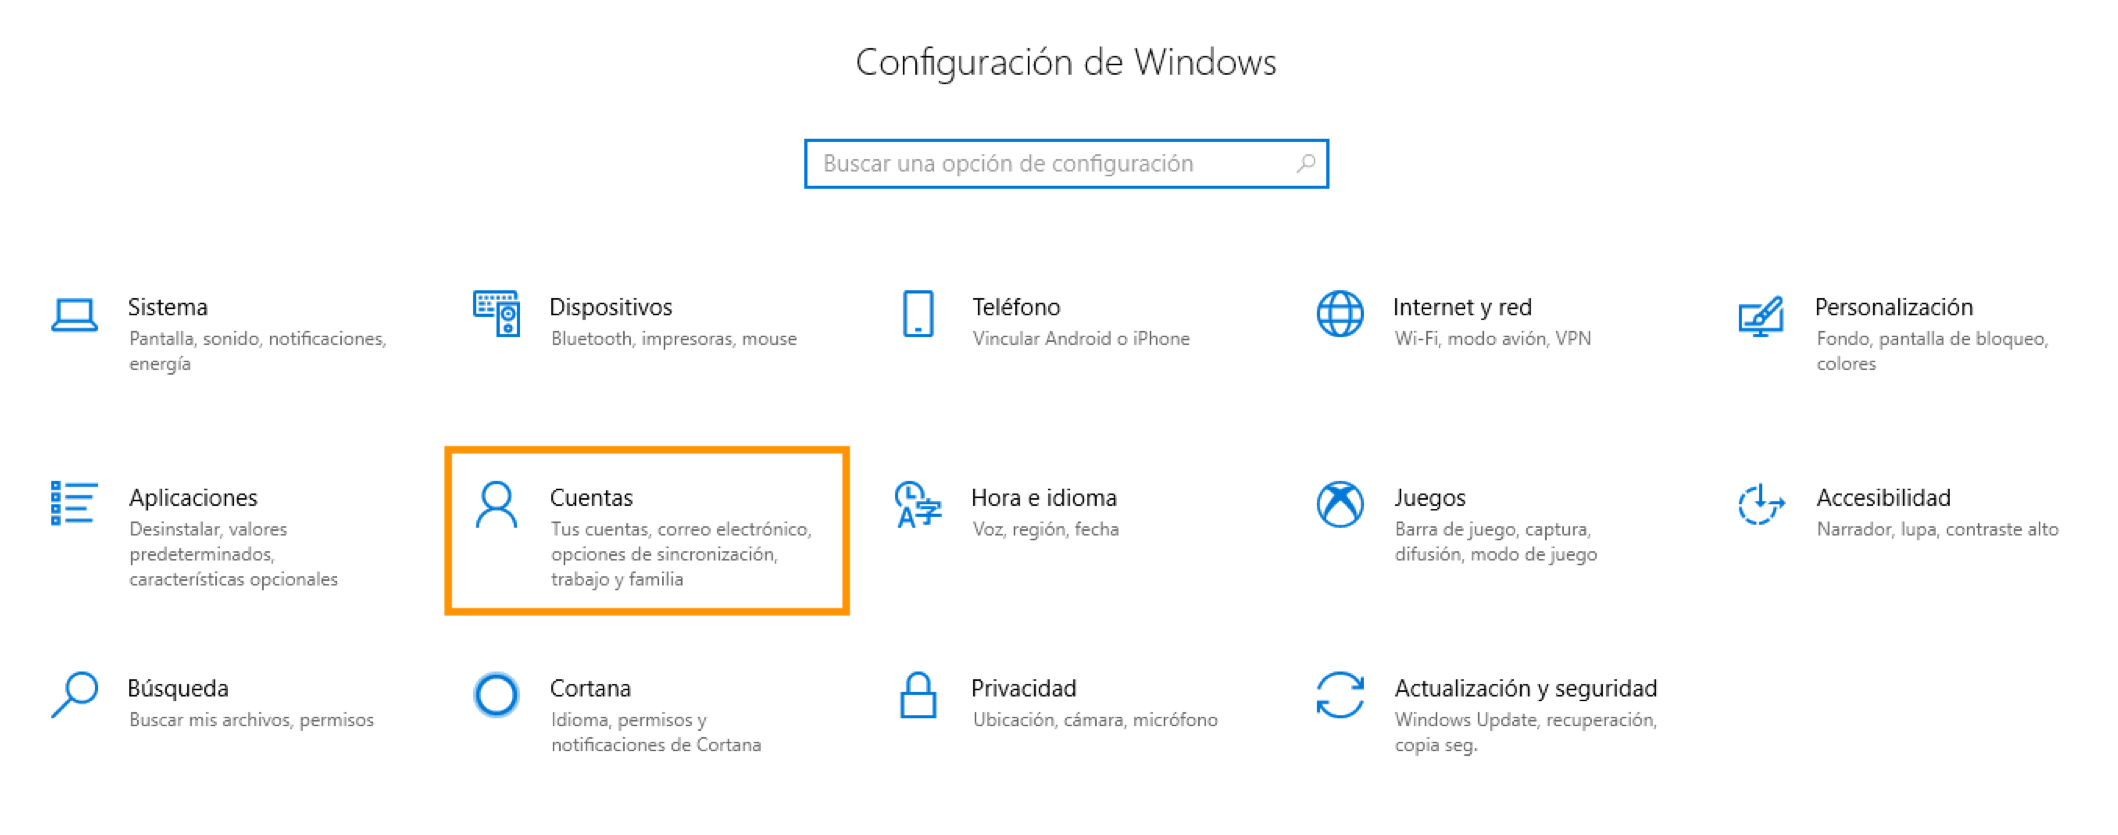 Configuración de Windows
Buscar una opción de configuración
Sistema
Pantalla, sonido, notificaciones,
energía
Dispositivos
Bluetooth, impresoras, mouse
Teléfono
Vincular Android o iPhone
Internet y red
Wi-Fi, modo avión, VPN
Personalización
Fondo, pantalla de bloqueo,
colores
Aplicaciones
Desinstalar, valores
predeterminados,
características opcionales
Cuentas
Tus cuentas, correo electrónico,
opciones de sincronización,
trabajo y familia
Hora e idioma
Voz, región, fecha
Juegos
Barra de juego, captura,
difusión, modo de juego
Accesibilidad
Narrador, lupa, contraste alto
Búsqueda
Buscar mis archivos, permisos
Cortana
Idioma, permisos y
notificaciones de Cortana
Privacidad
Ubicación, cámara, micrófono
Actualización y seguridad
Windows Update, recuperación,
copia seg.